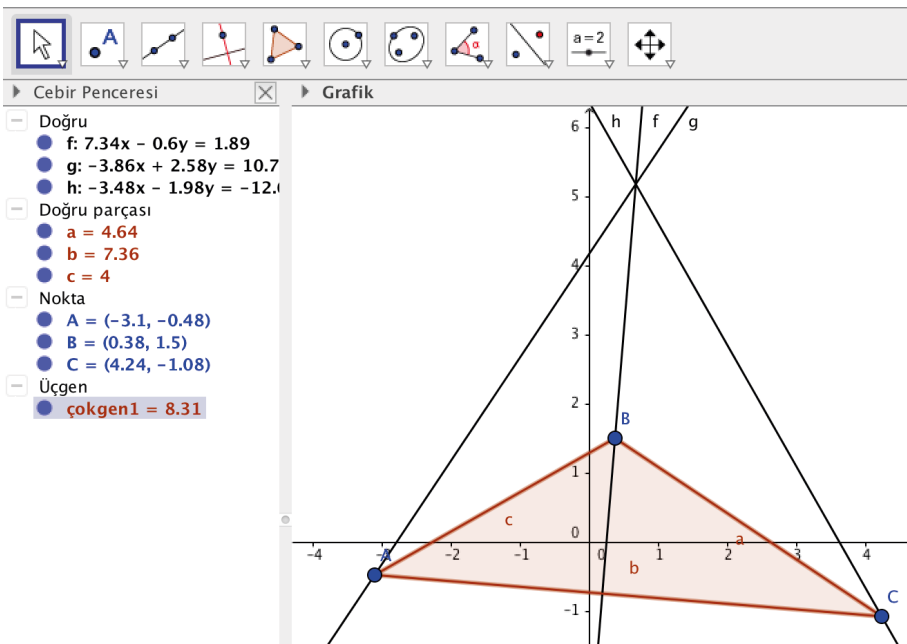 A
α
a=2
Cebir Penceresi
Grafik
Doğru
f: 7.34x − 0.6y = 1.89
g: −3.86x + 2.58y = 10.7
h: −3.48x − 1.98y = −12.
Doğru parçası
a = 4.64
b = 7.36
c = 4
Nokta
A = (−3.1, −0.48)
B = (0.38, 1.5)
C = (4.24, −1.08)
Üçgen
çokgen1 = 8.31
h f g
6
5
4
3
2
B
1
c
0
a
A
−4 −2 −1 0 1 2 3 4
b
C
−1